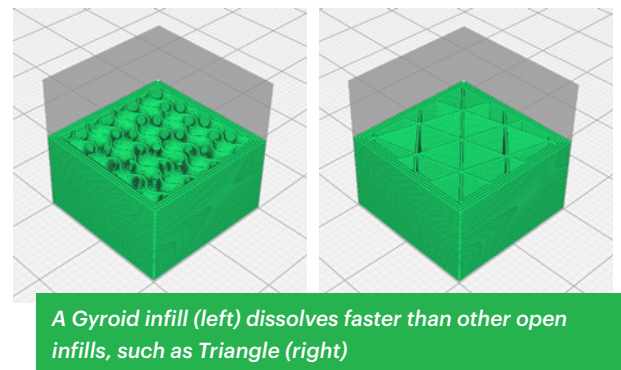 A Gyroid infill (left) dissolves faster than other open
infills, such as Triangle (right)